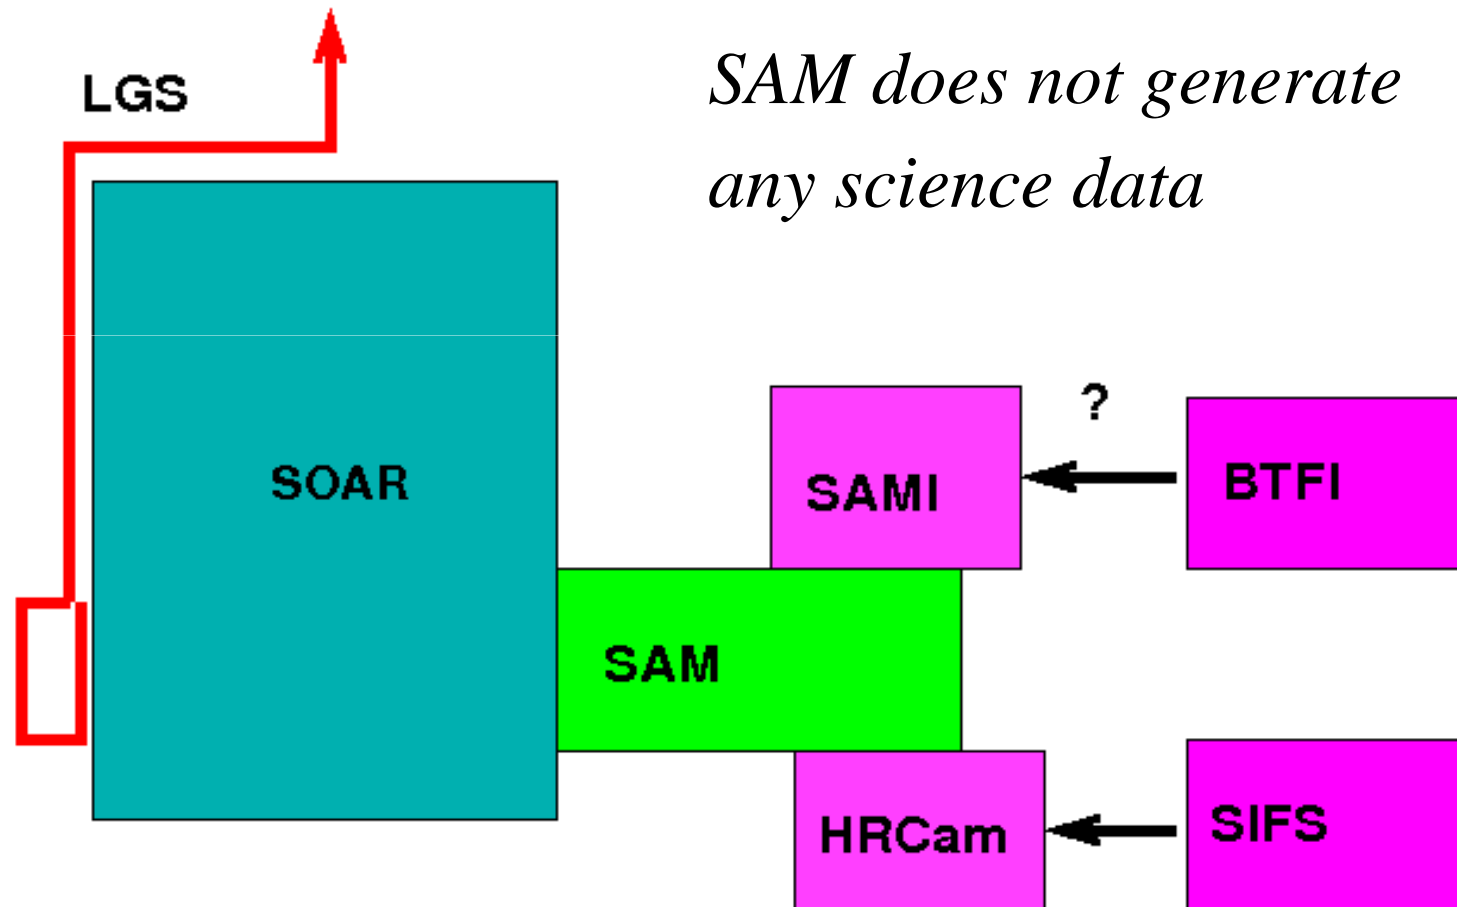 LGS
SAM does not generate
any science data
?
SOAR
SAMI
BTFI
SAM
HRCam
SIFS